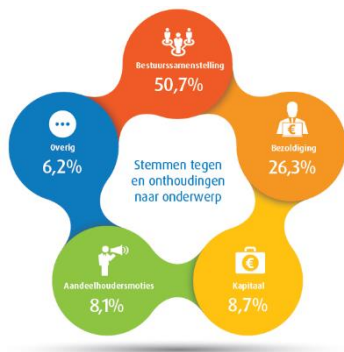 Bestuurssamenstelling
50,7%
Bezoldiging
26,3%
Kapitaal
8,7%
Aandeelhoudersmoties
8,1%
Overig
6,2%
Stemmen tegen
en onthoudingen
naar onderwerp